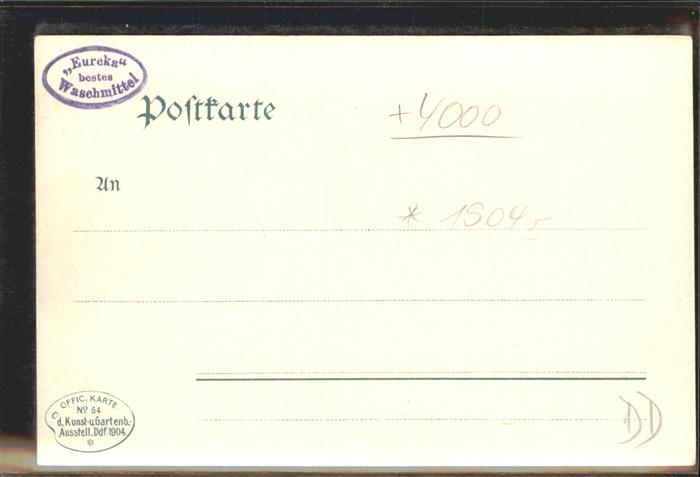 „Eureka“
bestes
Waschmittel
Postkarte
+4000
An
* 1904,-
OFFIC. KARTE
No 64
d. Kunst-u. Gartenb.-
Ausstell. Ddf. 1904.
*
D.D